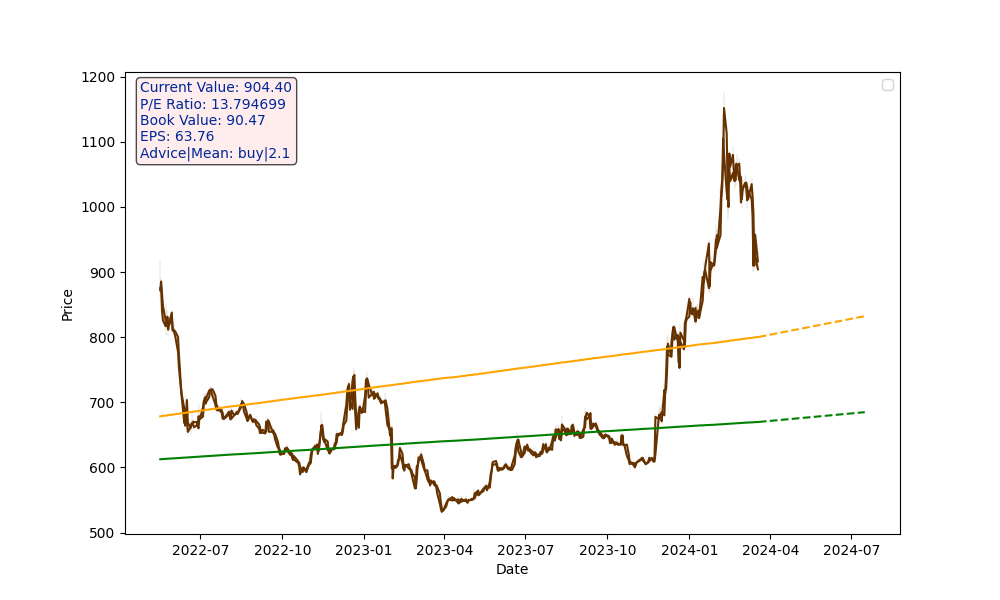 Current Value: 904.40
P/E Ratio: 13.794699
Book Value: 90.47
EPS: 63.76
Advice|Mean: buy|2.1
1200
1100
1000
900
800
700
600
500
Price
2022-07 2022-10 2023-01 2023-04 2023-07 2023-10 2024-01 2024-04 2024-07
Date